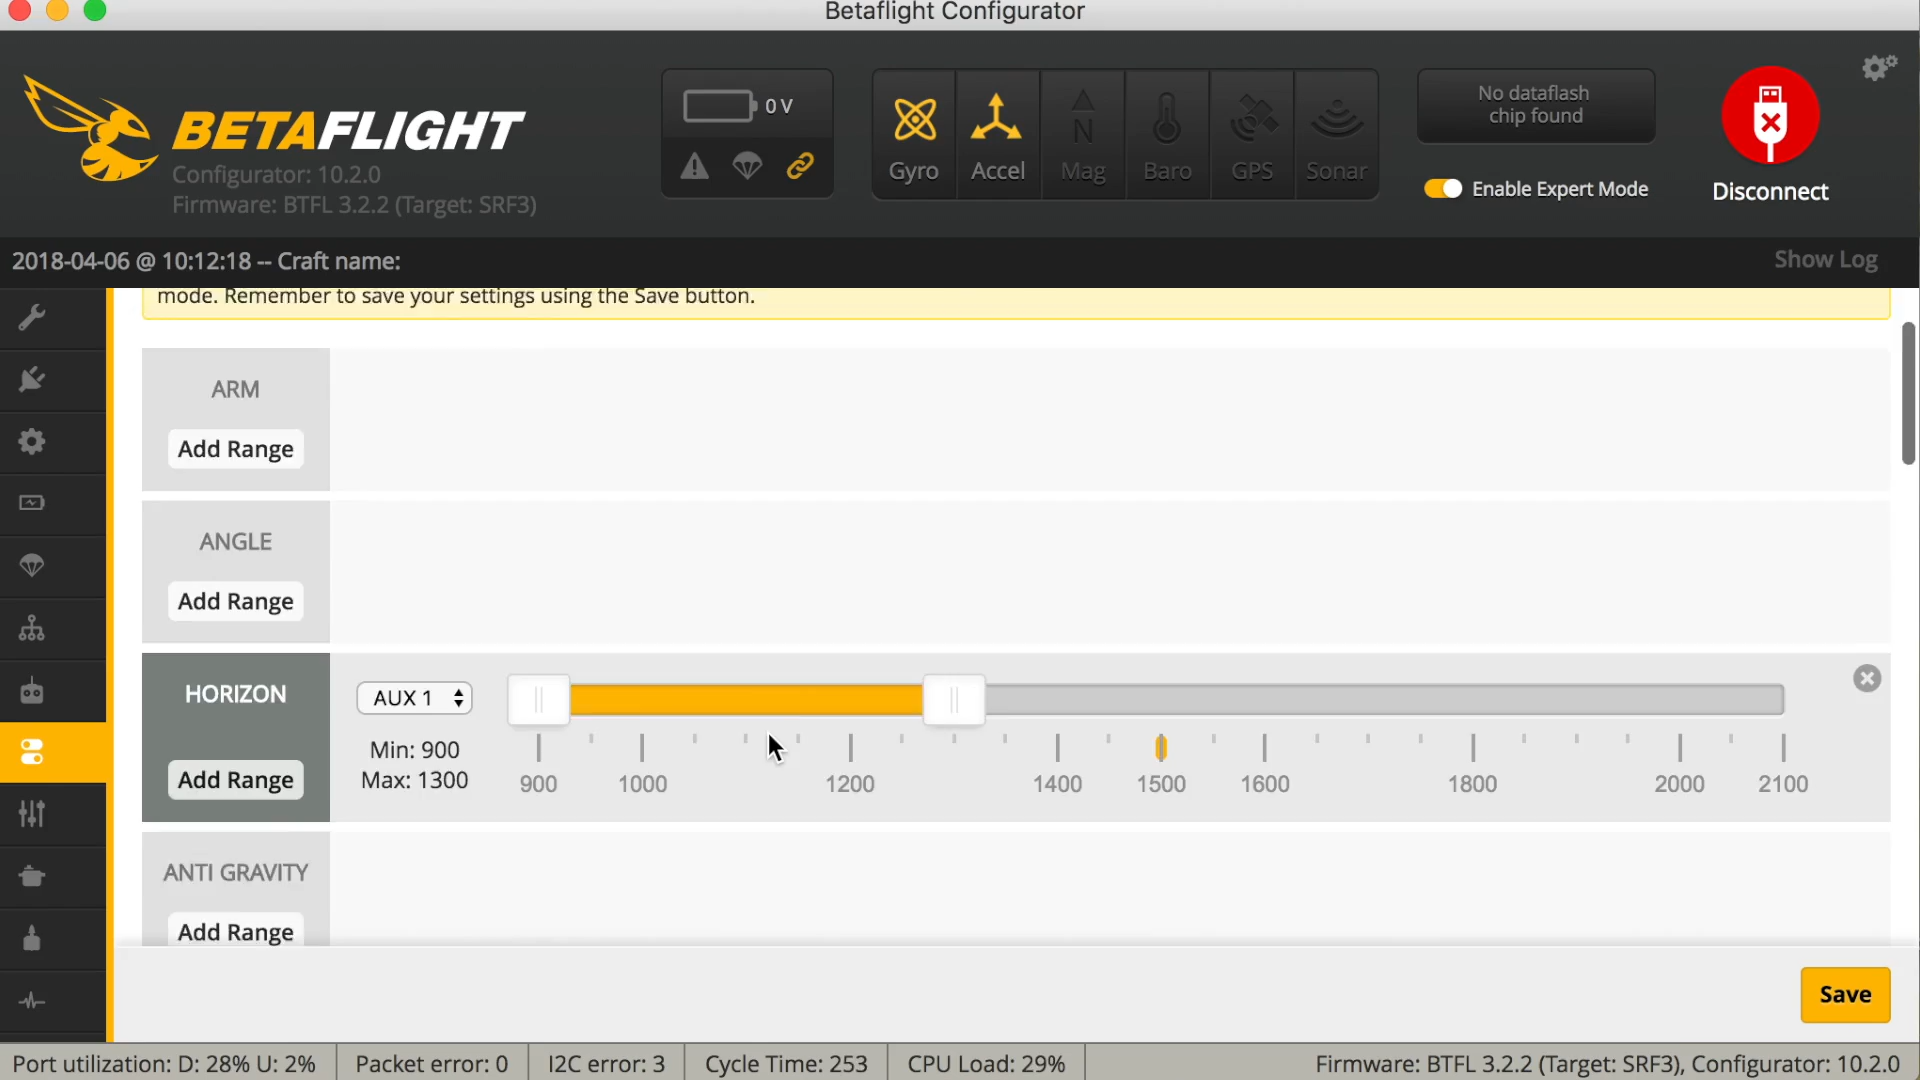 Betaflight Configurator
BETAFLIGHT
Configurator: 10.2.0
Firmware: BTFL 3.2.2 (Target: SRF3)
0 V
Gyro
Accel
N
Mag
Baro
GPS
Sonar
No dataflash
chip found
Enable Expert Mode
Disconnect
2018-04-06 @ 10:12:18 -- Craft name:
Show Log
mode. Remember to save your settings using the Save button.
ARM
Add Range
ANGLE
Add Range
HORIZON
Add Range
AUX 1
Min: 900
Max: 1300
900 1000 1200 1400 1500 1600 1800 2000 2100
ANTI GRAVITY
Add Range
Save
Port utilization: D: 28% U: 2% Packet error: 0 I2C error: 3 Cycle Time: 253 CPU Load: 29% Firmware: BTFL 3.2.2 (Target: SRF3), Configurator: 10.2.0